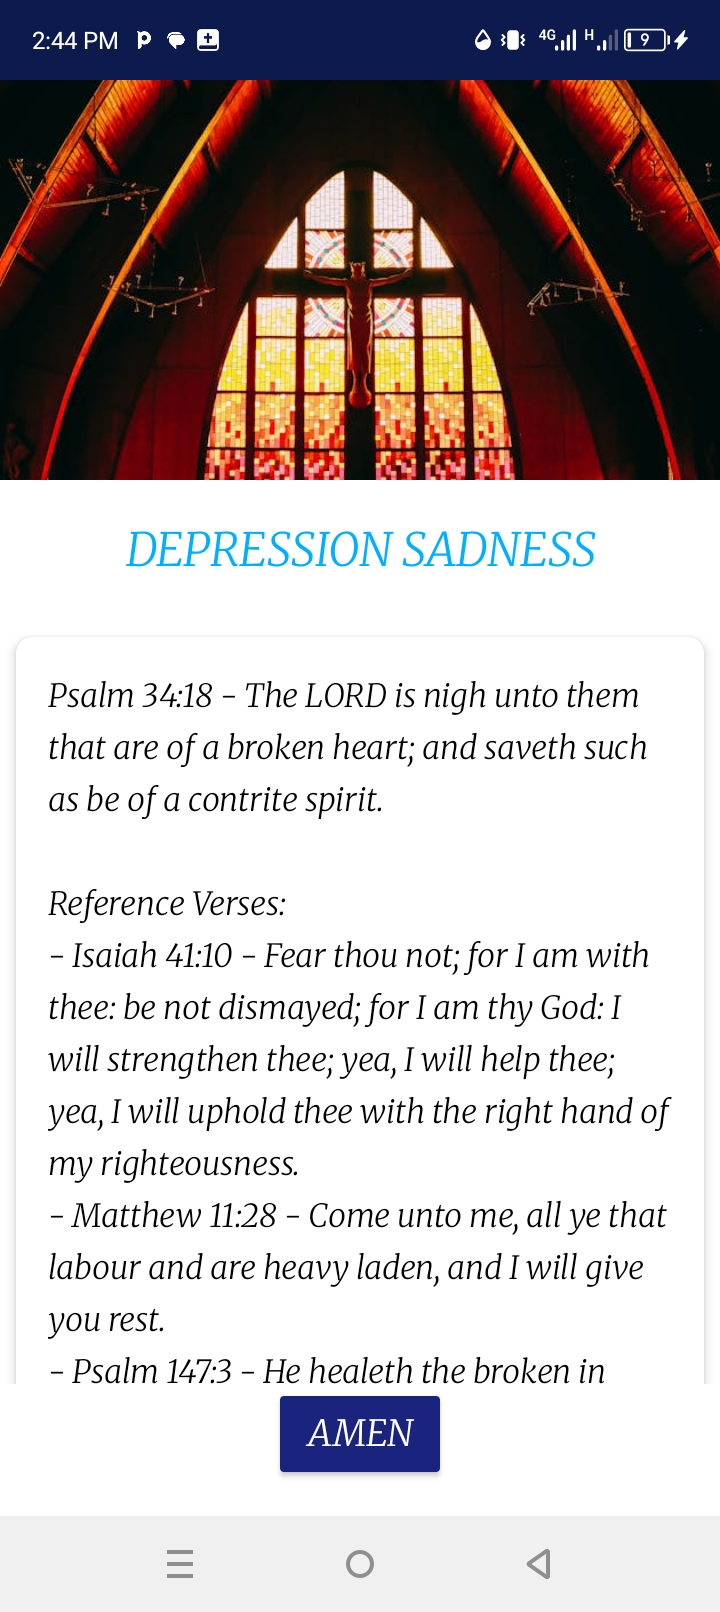 2:44 PM
4G H 9
DEPRESSION SADNESS
Psalm 34:18 - The LORD is nigh unto them
that are of a broken heart; and saveth such
as be of a contrite spirit.
Reference Verses:
- Isaiah 41:10 - Fear thou not; for I am with
thee: be not dismayed; for I am thy God: I
will strengthen thee; yea, I will help thee;
yea, I will uphold thee with the right hand of
my righteousness.
- Matthew 11:28 - Come unto me, all ye that
labour and are heavy laden, and I will give
you rest.
- Psalm 147:3 - He healeth the broken in
AMEN